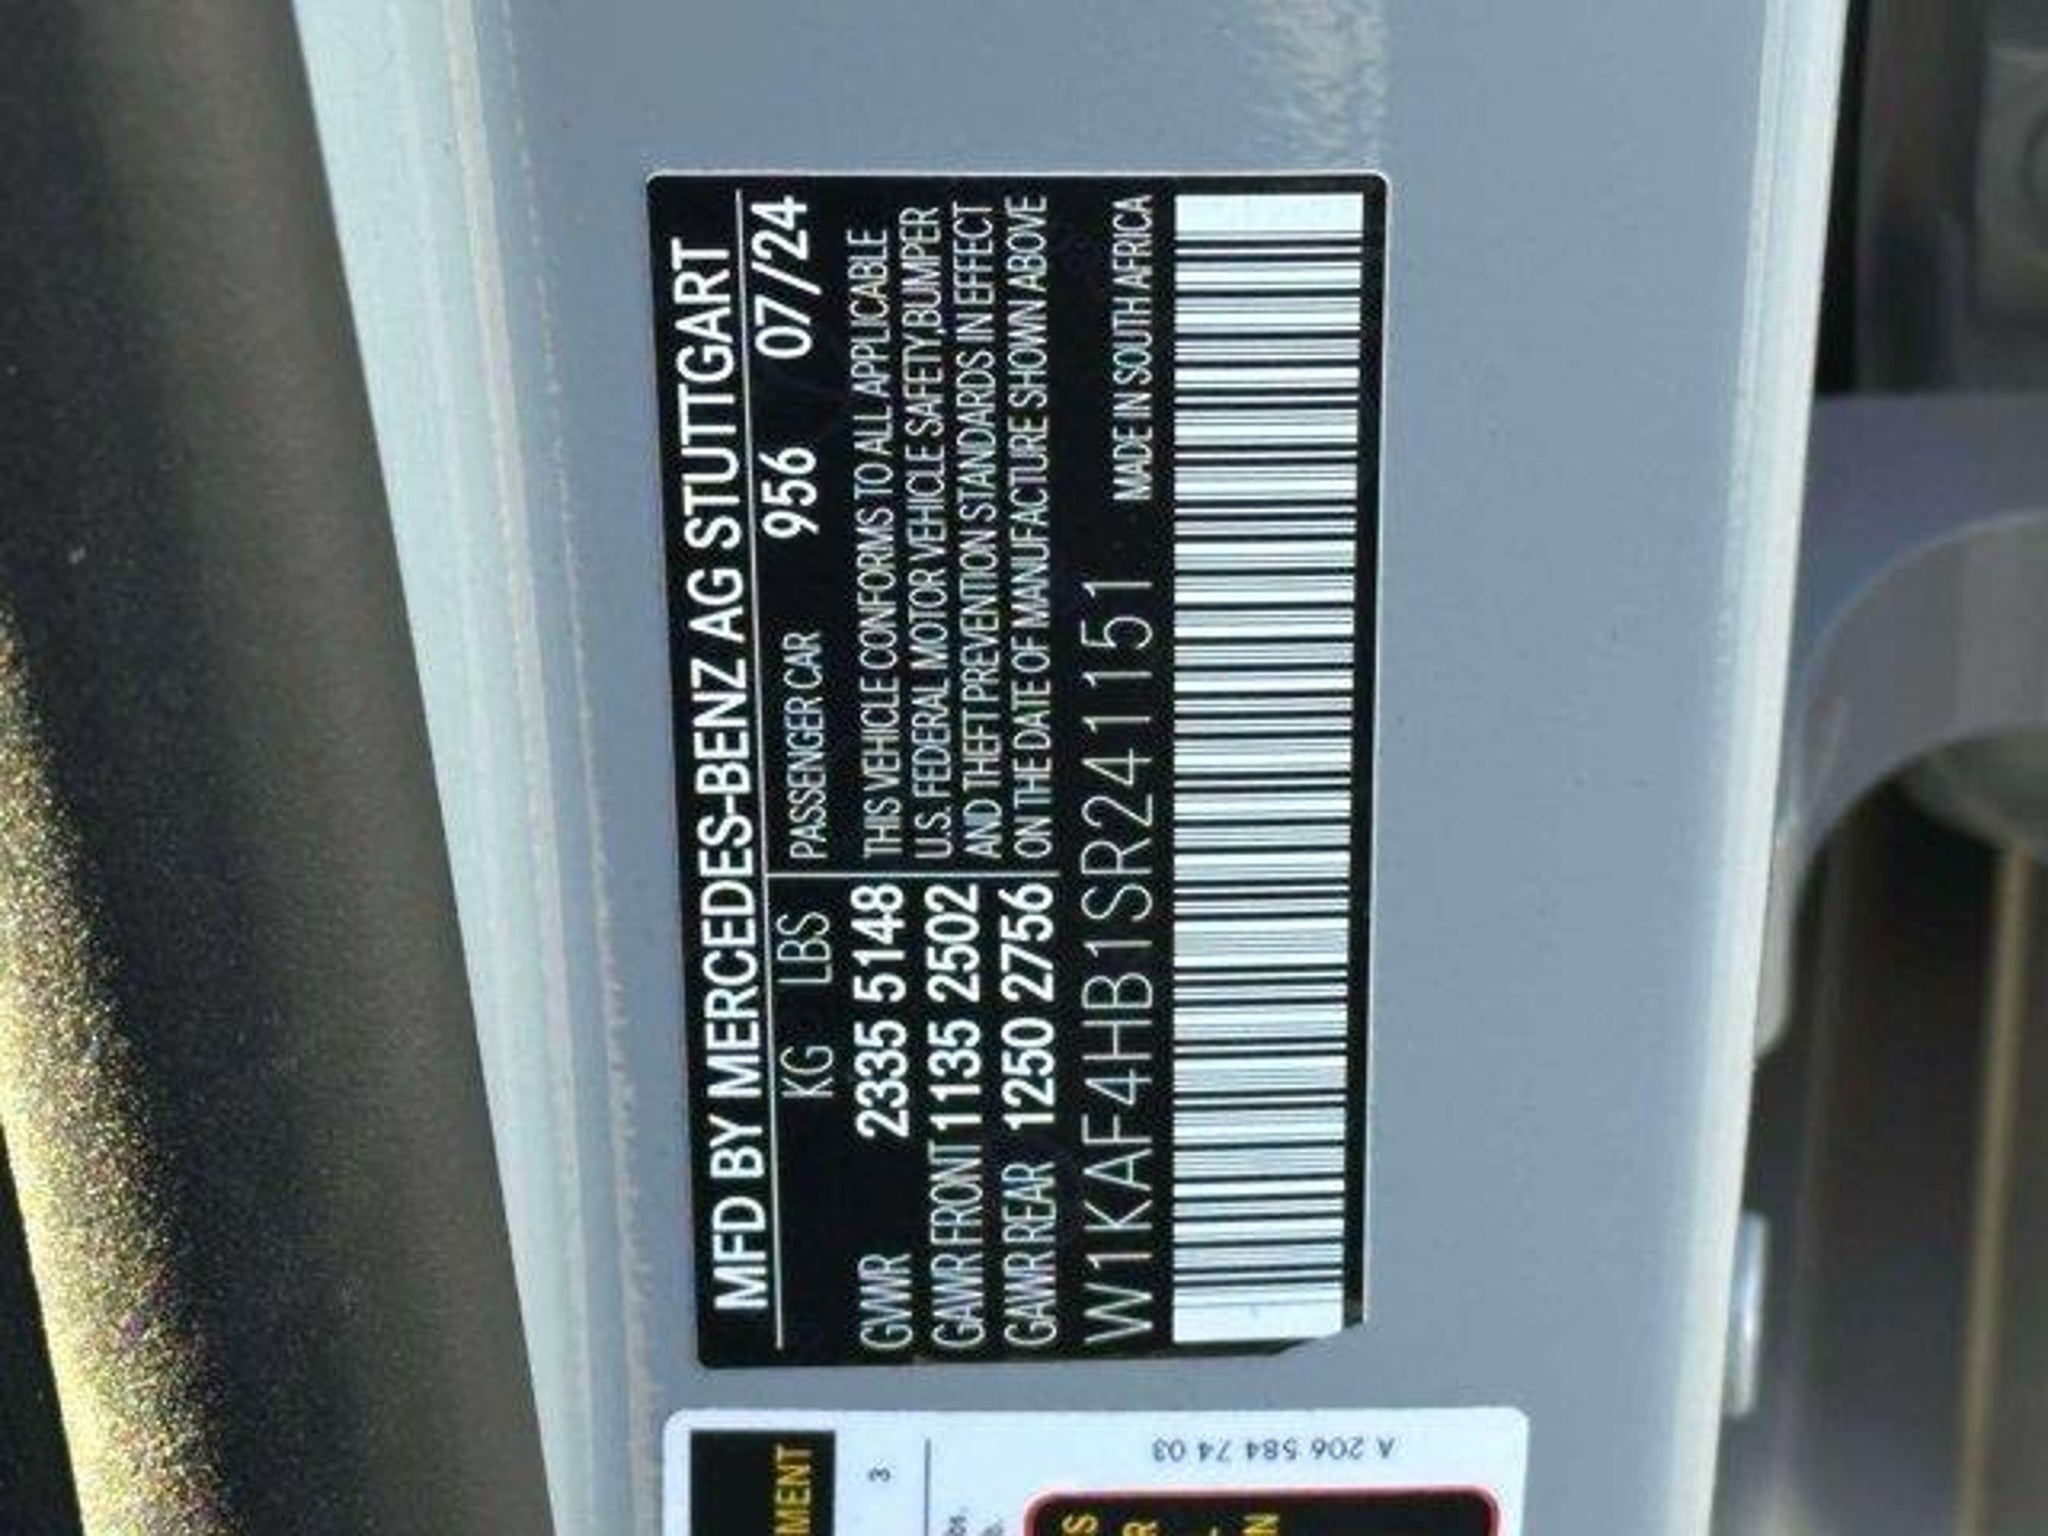 MFD BY MERCEDES-BENZ AG STUTTGART
KG LBS PASSENGER CAR 956 07/24
GVWR 2335 5148 THIS VEHICLE CONFORMS TO ALL APPLICABLE
GAWR FRONT 1135 2502 U.S. FEDERAL MOTOR VEHICLE SAFETY,BUMPER
AND THEFT PREVENTION STANDARDS IN EFFECT
GAWR REAR 1250 2756 ON THE DATE OF MANUFACTURE SHOWN ABOVE
W1KAF4HB1SR241151 MADE IN SOUTH AFRICA
A 206 584 74 03
MENT
3